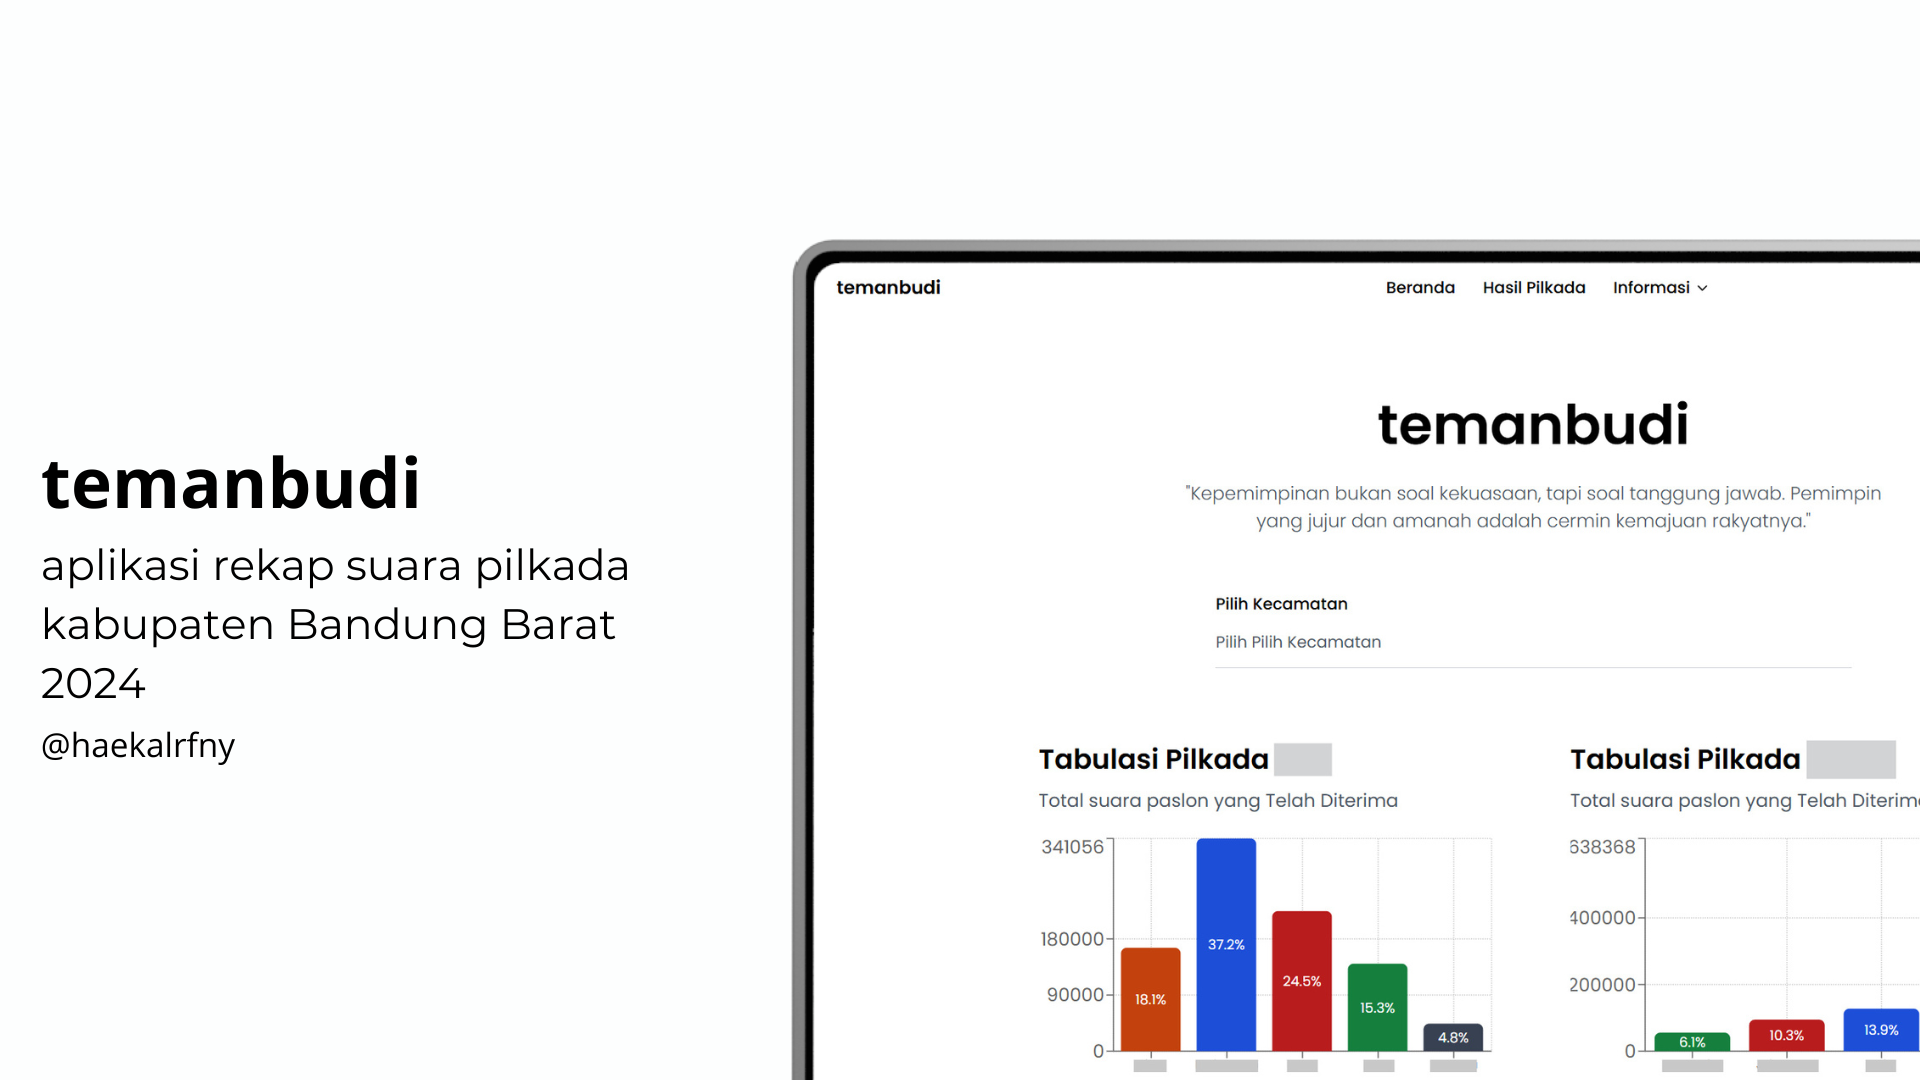 temanbudi
aplikasi rekap suara pilkada
kabupaten Bandung Barat
2024
@haekalrfny
temanbudi
Beranda
Hasil Pilkada
Informasi
temanbudi
"Kepemimpinan bukan soal kekuasaan, tapi soal tanggung jawab. Pemimpin
yang jujur dan amanah adalah cermin kemajuan rakyatnya."
Pilih Kecamatan
Pilih Pilih Kecamatan
Tabulasi Pilkada
Total suara paslon yang Telah Diterima
341056
180000
90000
0
18.1%
37.2%
24.5%
15.3%
4.8%
Tabulasi Pilkada
Total suara paslon yang Telah Diterim
638368
400000
200000
0
6.1%
10.3%
13.9%